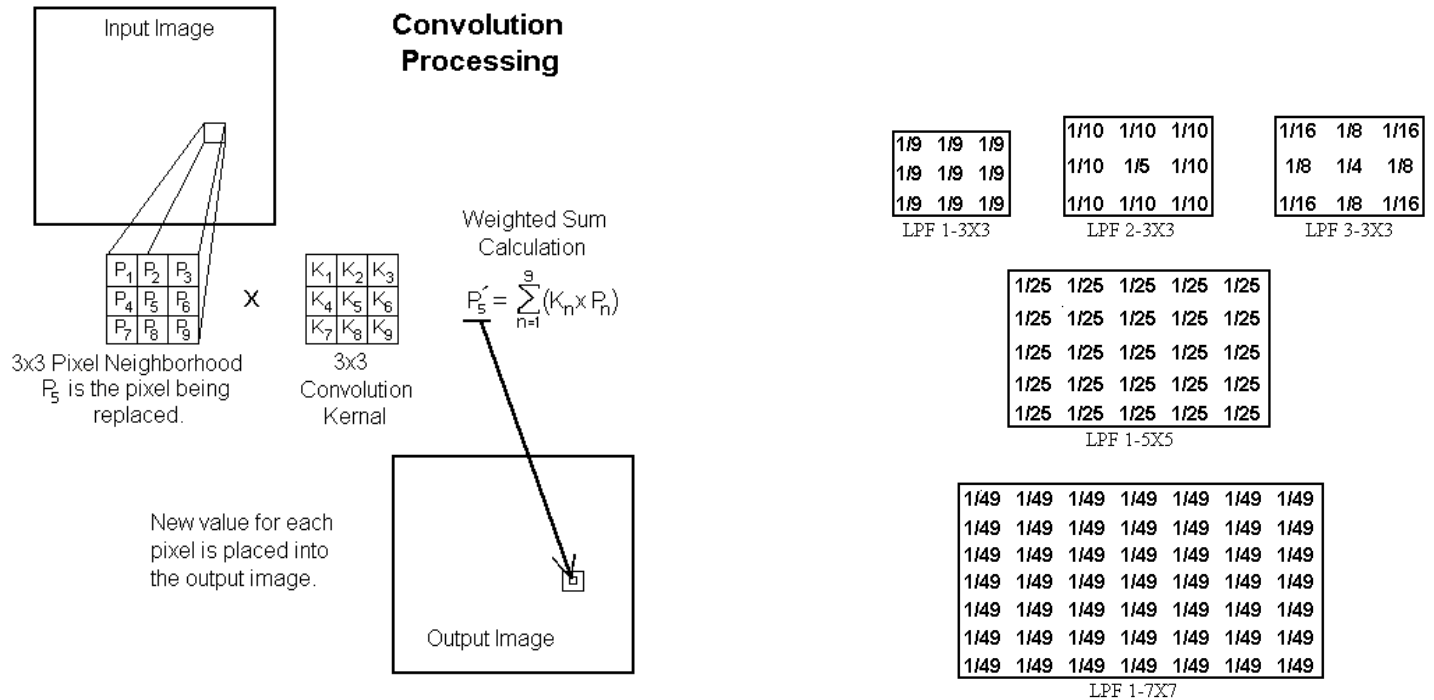 Input Image
Convolution
Processing
P1 P2 P3
P4 P5 P6
P7 P8 P9
X
K1 K2 K3
K4 K5 K6
K7 K8 K9
3x3 Pixel Neighborhood
P5 is the pixel being
replaced.
3x3
Convolution
Kernal
Weighted Sum
Calculation
P5′ = 9∑n=1 (Kn x Pn)
New value for each
pixel is placed into
the output image.
Output Image
1/9 1/9 1/9
1/9 1/9 1/9
1/9 1/9 1/9
LPF 1-3X3
1/10 1/10 1/10
1/10 1/5 1/10
1/10 1/10 1/10
LPF 2-3X3
1/16 1/8 1/16
1/8 1/4 1/8
1/16 1/8 1/16
LPF 3-3X3
1/25 1/25 1/25 1/25 1/25
1/25 1/25 1/25 1/25 1/25
1/25 1/25 1/25 1/25 1/25
1/25 1/25 1/25 1/25 1/25
1/25 1/25 1/25 1/25 1/25
LPF 1-5X5
1/49 1/49 1/49 1/49 1/49 1/49 1/49
1/49 1/49 1/49 1/49 1/49 1/49 1/49
1/49 1/49 1/49 1/49 1/49 1/49 1/49
1/49 1/49 1/49 1/49 1/49 1/49 1/49
1/49 1/49 1/49 1/49 1/49 1/49 1/49
1/49 1/49 1/49 1/49 1/49 1/49 1/49
1/49 1/49 1/49 1/49 1/49 1/49 1/49
LPF 1-7X7